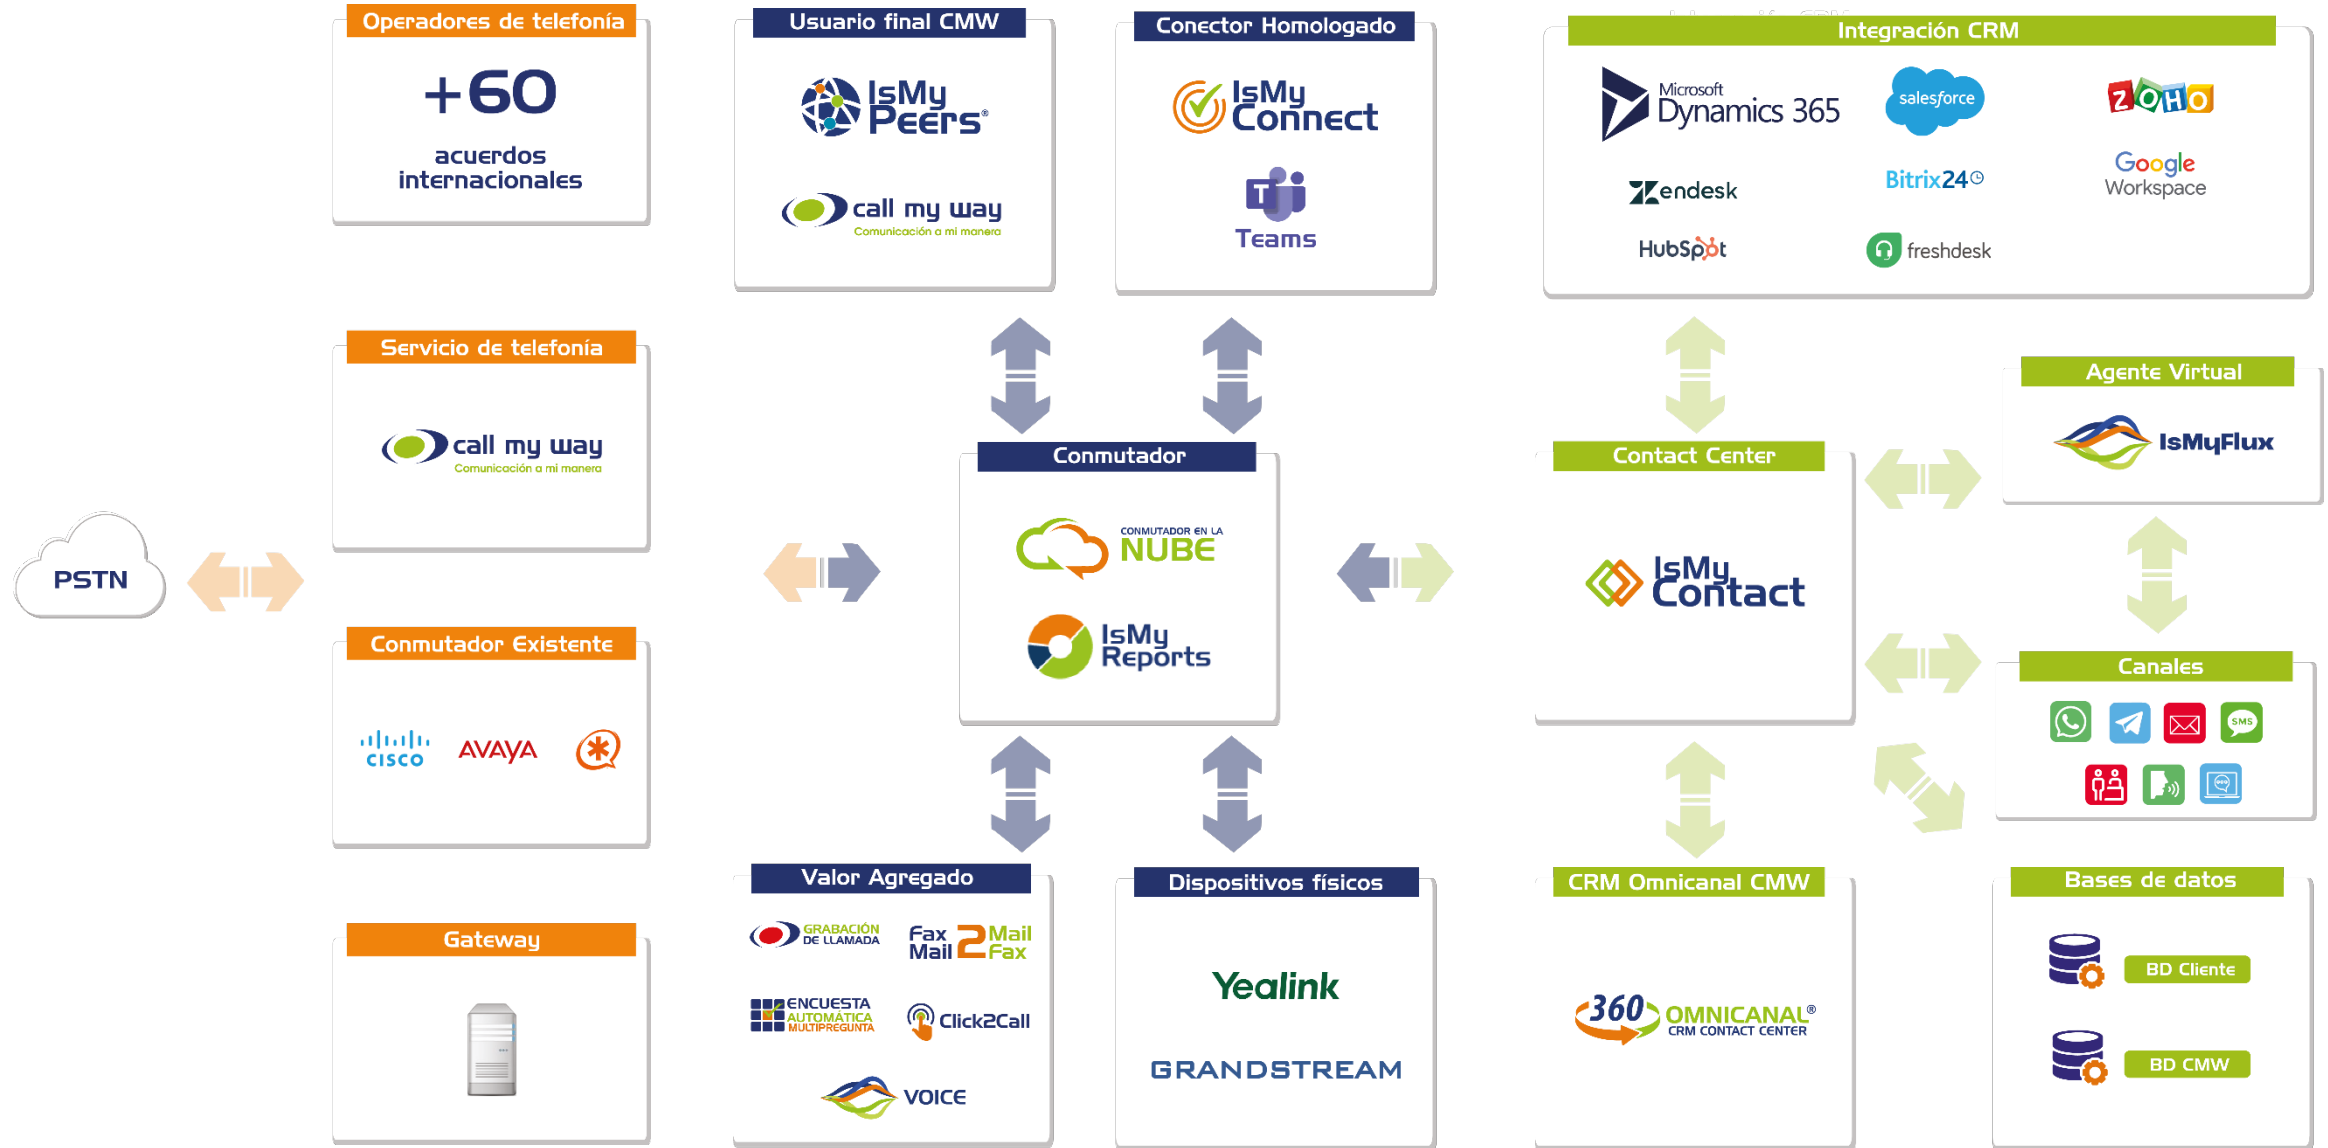 Operadores de telefonía
+60
acuerdos
internacionales
Usuario final CMW
IsMy
Peers®
call my way
Comunicación a mi manera
Conector Homologado
IsMy
Connect
T
Teams
Integración CRM
Microsoft
Dynamics 365
salesforce
ZOHO
Zendesk
Bitrix24
Google
Workspace
HubSpot
freshdesk
Servicio de telefonía
call my way
Comunicación a mi manera
Agente Virtual
IsMyFlux
Conmutador
CONMUTADOR EN LA
NUBE
IsMy
Reports
Contact Center
IsMy
Contact
PSTN
Conmutador Existente
CISCO
AVAYA
Canales
SMS
Valor Agregado
GRABACIÓN
DE LLAMADA
Fax 2 Mail
Mail Fax
ENCUESTA
AUTOMÁTICA
MULTIPREGUNTA
Click2Call
VOICE
Dispositivos físicos
Yealink
GRANDSTREAM
CRM Omnicanal CMW
360 OMNICANAL®
CRM CONTACT CENTER
Bases de datos
BD Cliente
BD CMW
Gateway